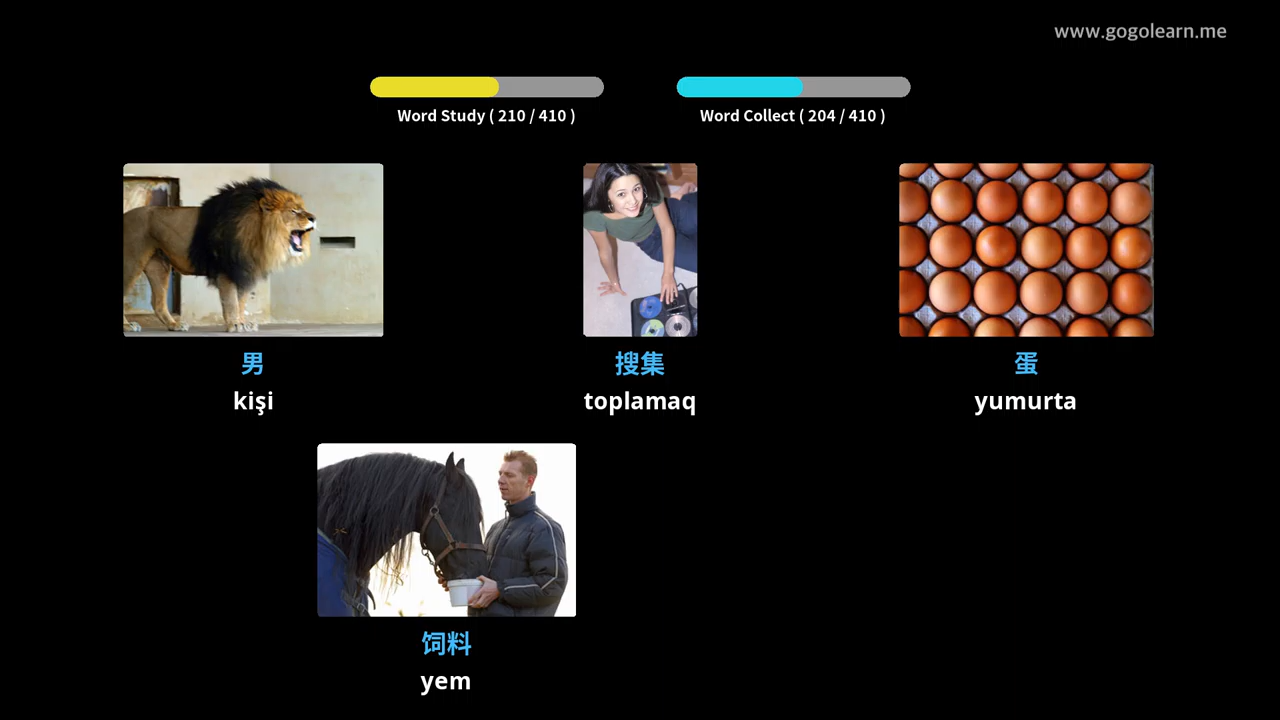 www.gogolearn.me
Word Study ( 210 / 410 )
Word Collect ( 204 / 410 )
男
kişi
搜集
toplamaq
蛋
yumurta
饲料
yem